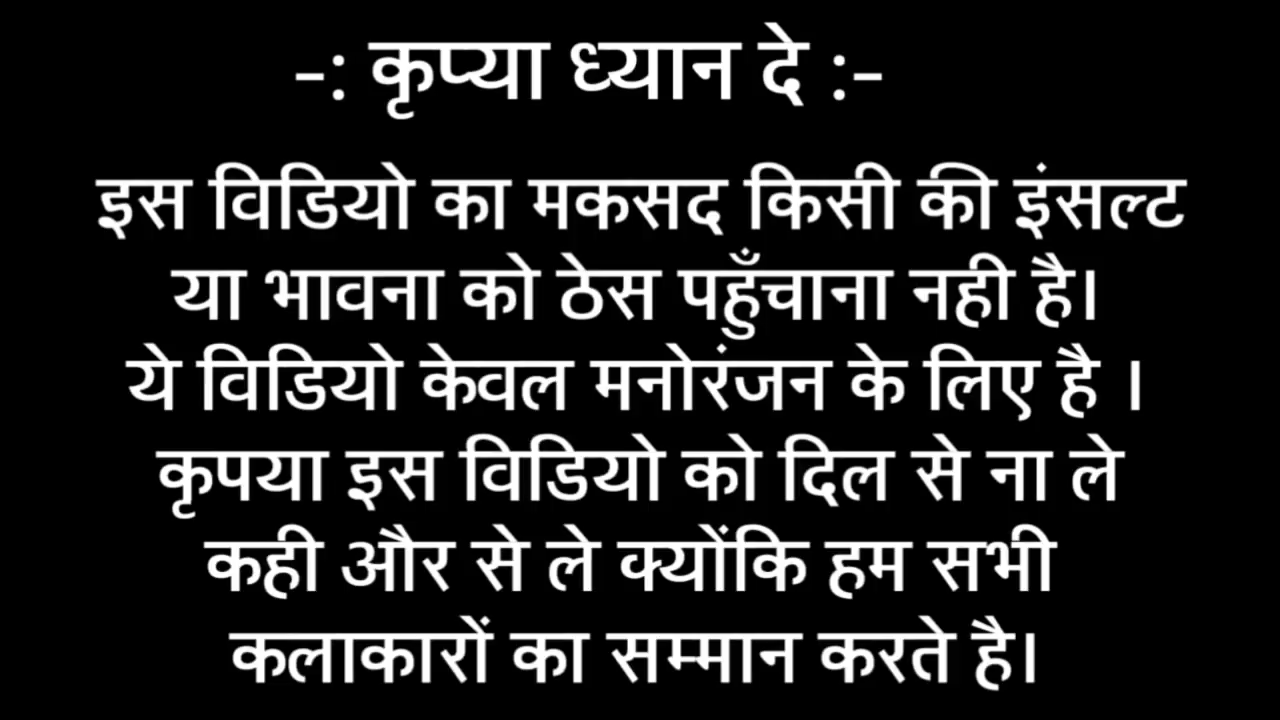 -: कृप्या ध्यान दे :-
इस विडियो का मकसद किसी की इंसल्ट
या भावना को ठेस पहुँचाना नही है।
ये विडियो केवल मनोरंजन के लिए है ।
कृपया इस विडियो को दिल से ना ले
कही और से ले क्योंकि हम सभी
कलाकारों का सम्मान करते है।